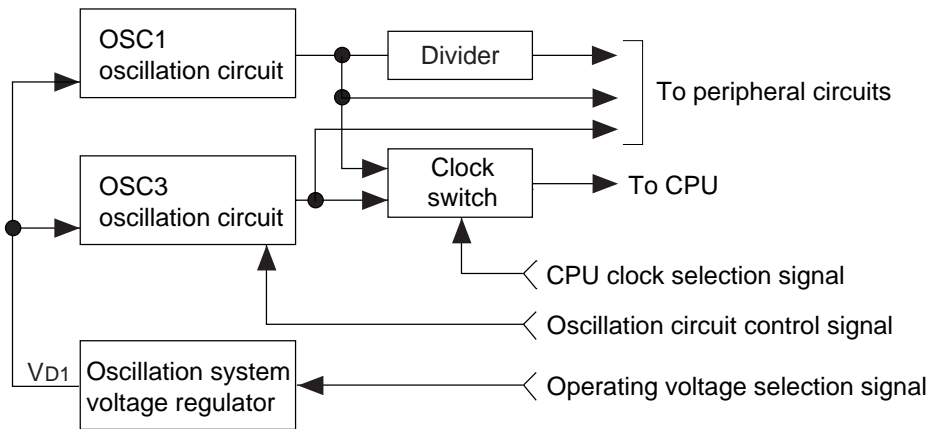 OSC1
oscillation circuit
Divider
To peripheral circuits
OSC3
oscillation circuit
Clock
switch
To CPU
CPU clock selection signal
Oscillation circuit control signal
VD1
Oscillation system
voltage regulator
Operating voltage selection signal